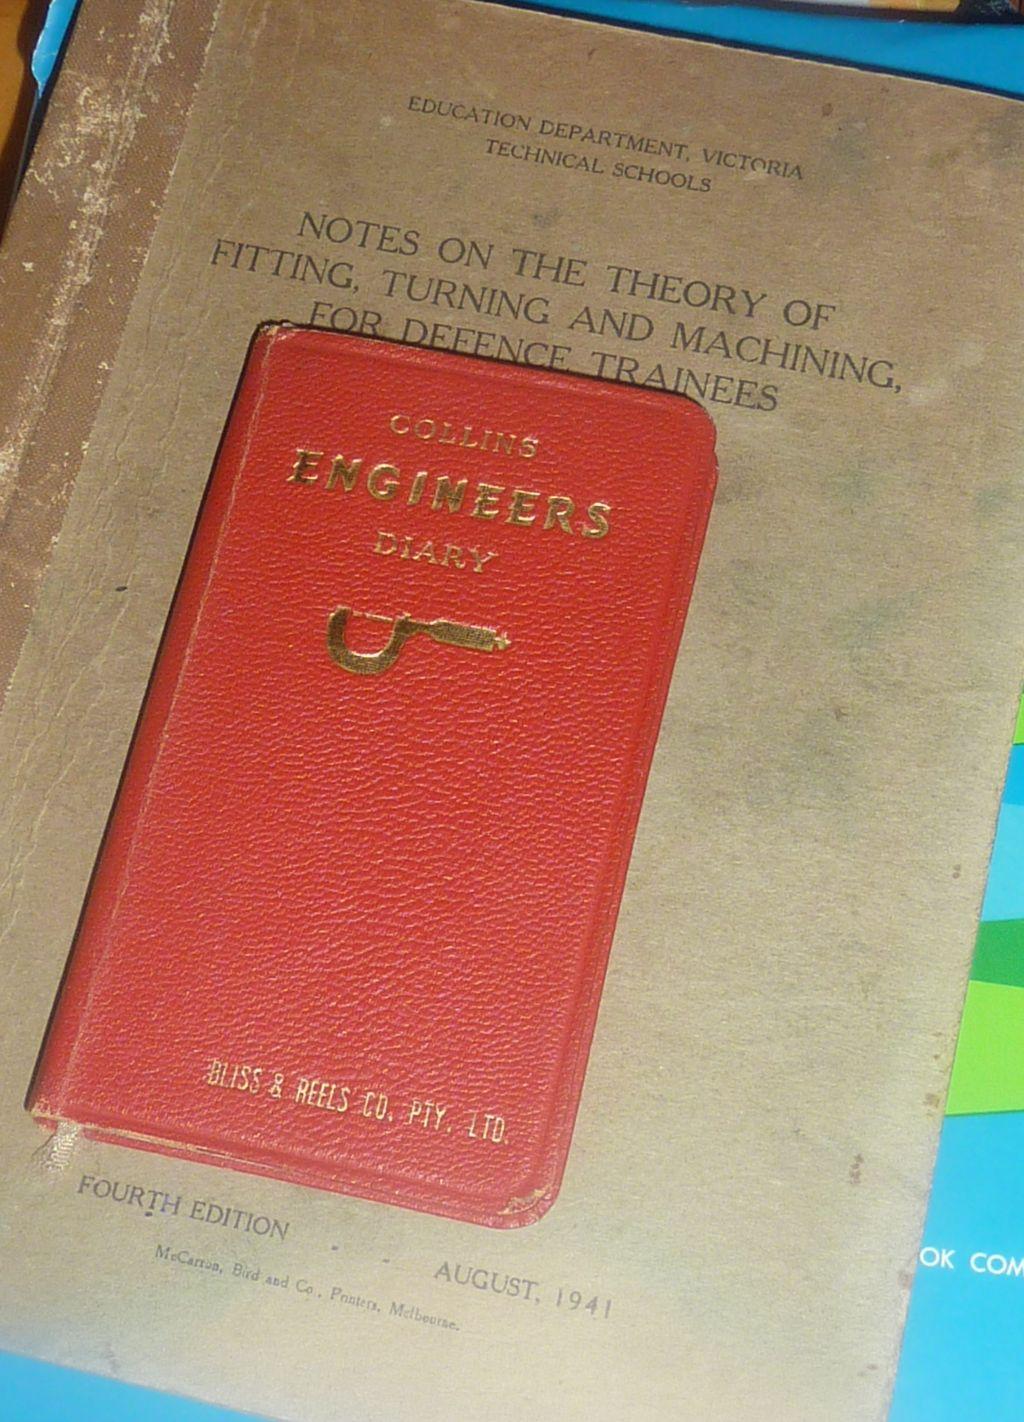 EDUCATION DEPARTMENT, VICTORIA
TECHNICAL SCHOOLS
NOTES ON THE THEORY OF
FITTING, TURNING AND MACHINING,
FOR DEFENCE TRAINEES
COLLINS
ENGINEERS
DIARY
BLISS & REELS CO. PTY. LTD.
FOURTH EDITION - - AUGUST, 1941
McCarron, Bird and Co., Printers, Melbourne.
OK COM